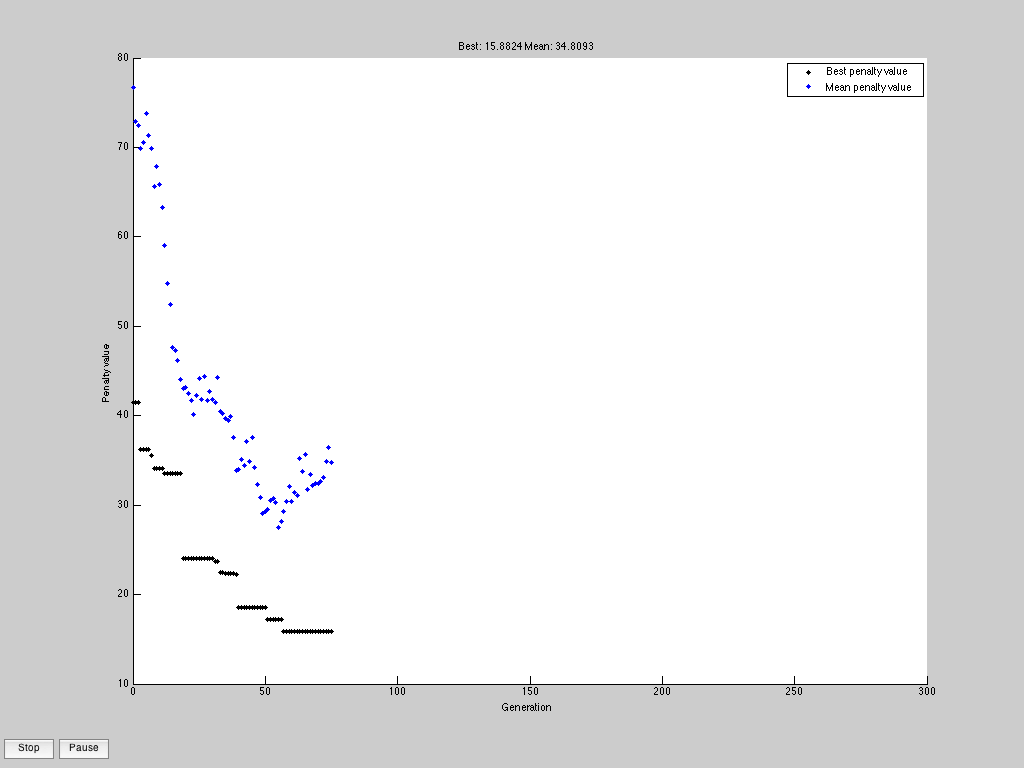 Best: 15.8824 Mean: 34.8093
Best penalty value
Mean penalty value
80
70
60
50
40
30
20
10
Penalty value
0
50
100
150
200
250
300
Generation
Stop
Pause